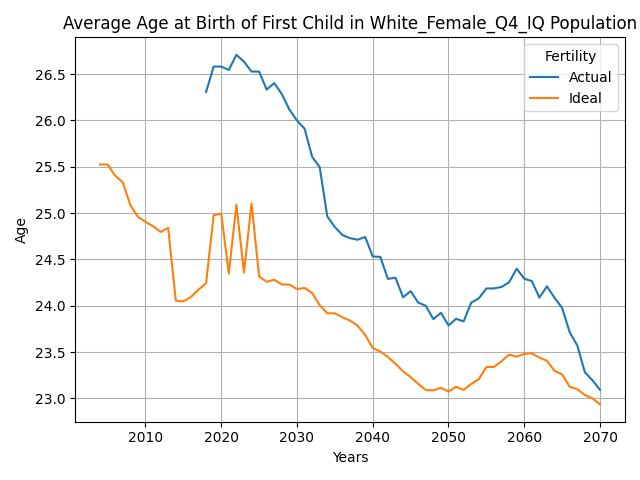 Average Age at Birth of First Child in White_Female_Q4_IQ Population
Fertility
Actual
Ideal
Age
26.5
26.0
25.5
25.0
24.5
24.0
23.5
23.0
2010 2020 2030 2040 2050 2060 2070
Years